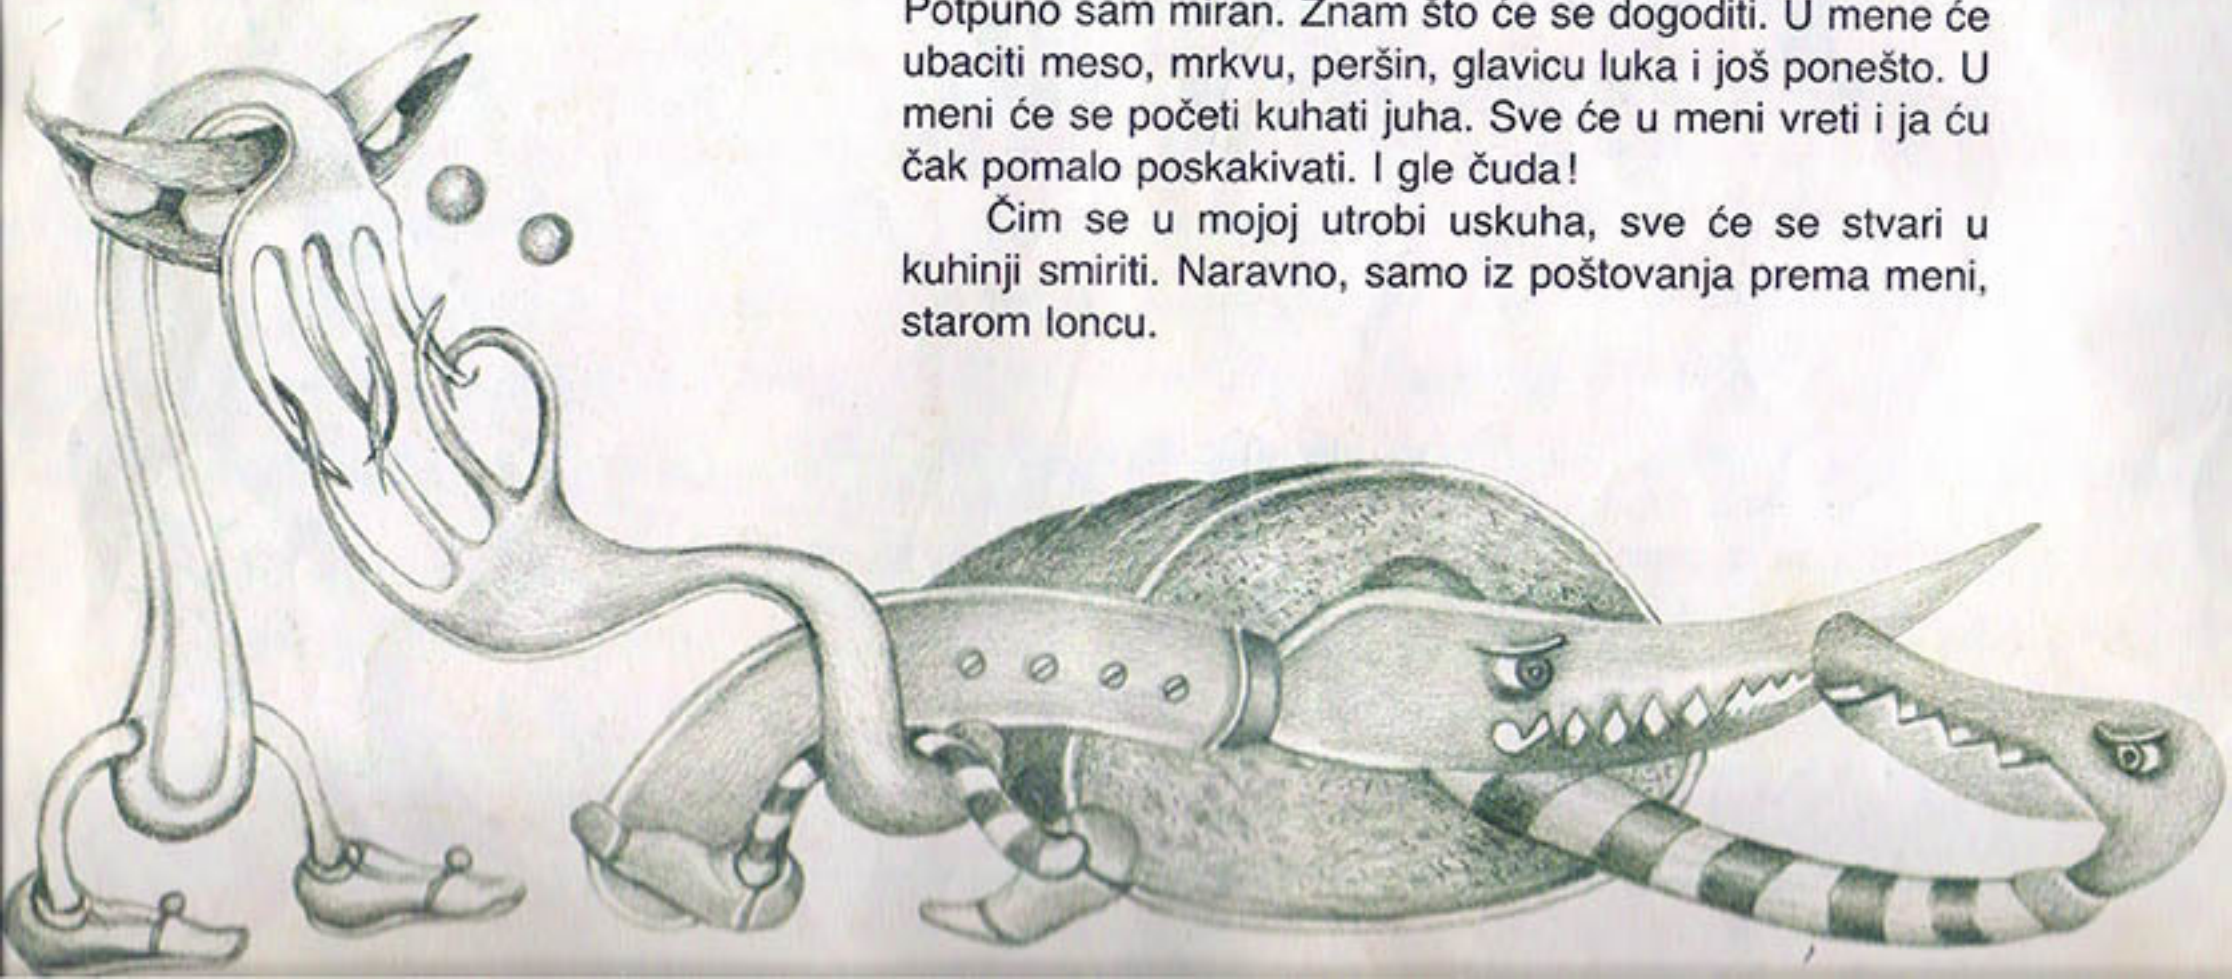 Potpuno sam miran. Znam što će se dogoditi. U mene će
ubaciti meso, mrkvu, peršin, glavicu luka i još ponešto. U
meni će se početi kuhati juha. Sve će u meni vreti i ja ću
čak pomalo poskakivati. I gle čuda!
Čim se u mojoj utrobi uskuha, sve će se stvari u
kuhinji smiriti. Naravno, samo iz poštovanja prema meni,
starom loncu.